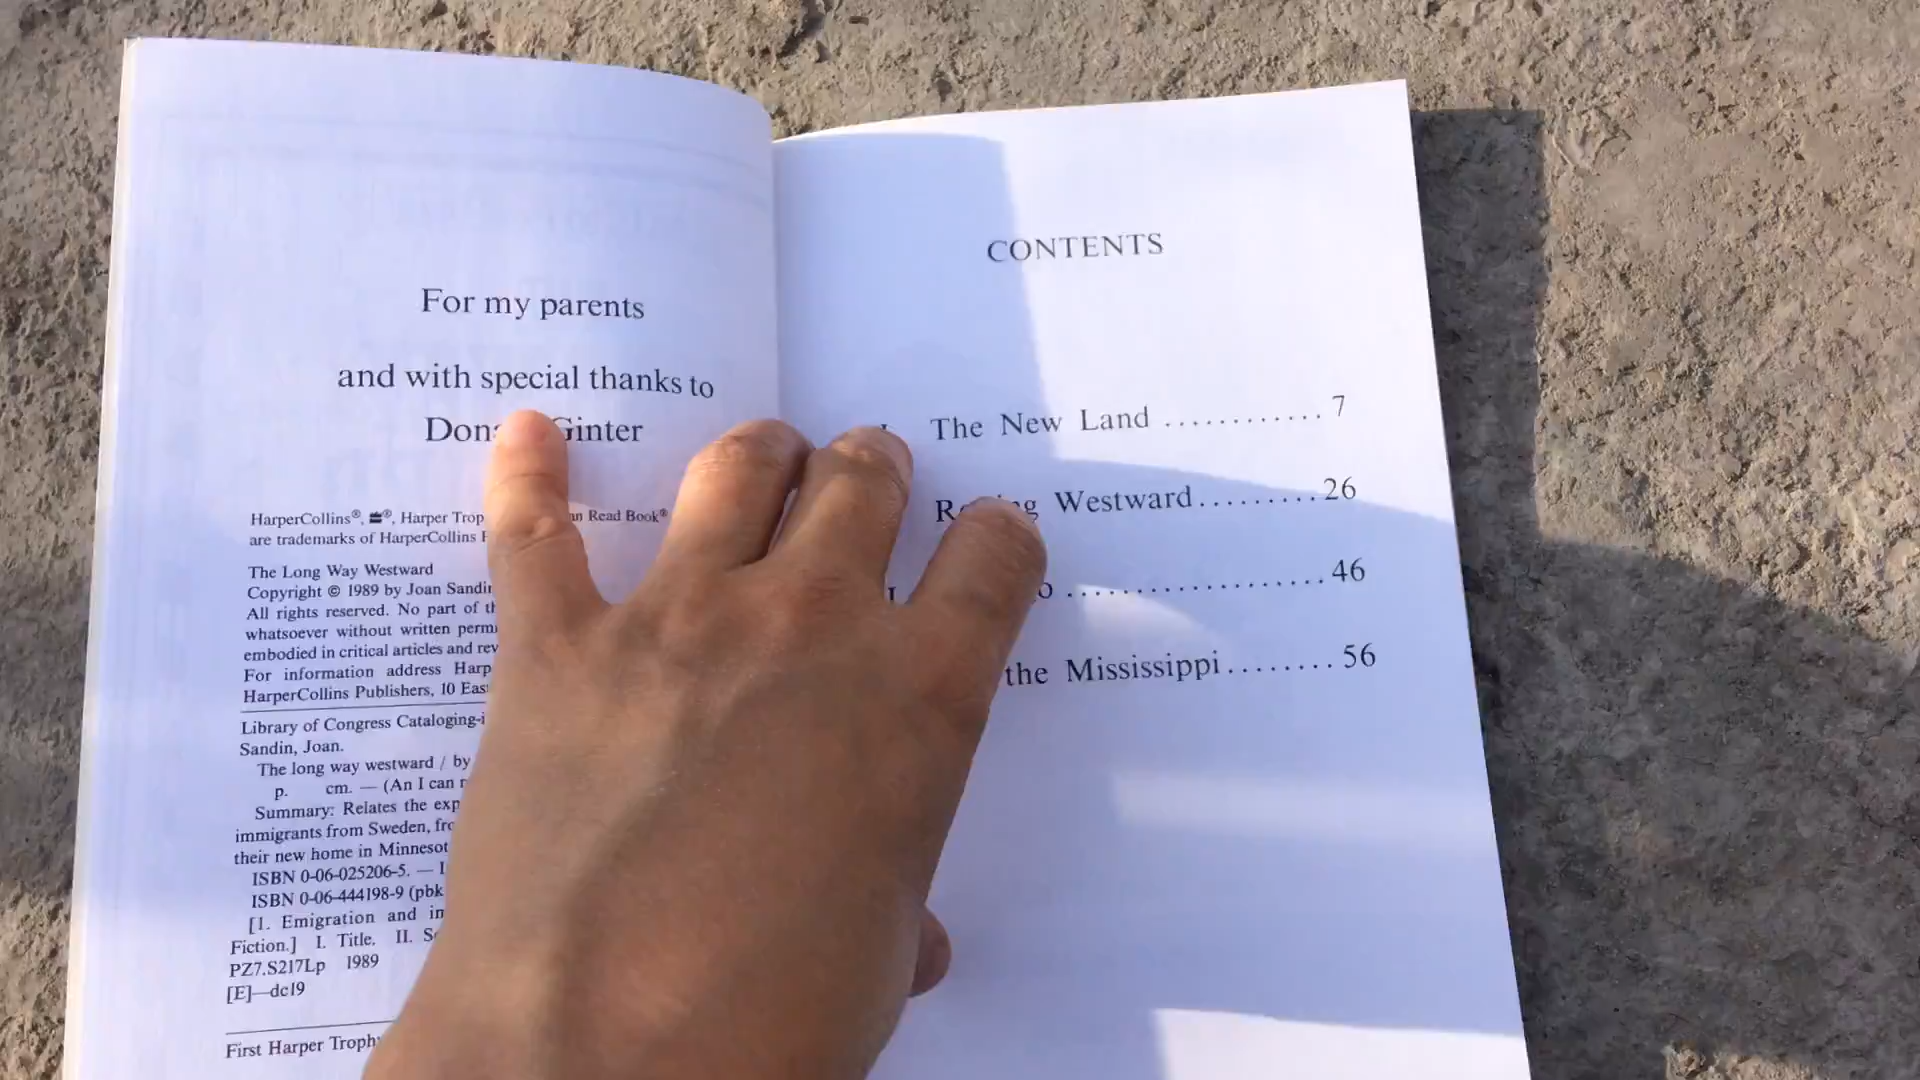 For my parents
and with special thanks to
Ginter
HarperCollins®, ®, Harper Trop Read Book®
are trademarks of HarperCollins
The Long Way Westward
Copyright © 1989 by Joan Sandin
All rights reserved. No part of
whatsoever without written
embodied in critical articles and
For information address
HarperCollins Publishers, 10
Library of Congress
Sandin, Joan.
The long way westward / by
p. cm. — (An I can
Summary: Relates the
immigrants from Sweden,
their new home in
ISBN 0-06-025206-5. —
ISBN 0-06-444198-9 (pbk
[1. Emigration and
Fiction.] I. Title. II.
PZ7.S217Lp 1989
[E]—dc19
First Harper
CONTENTS
The New Land ............ 7
Westward......... 26
.................. 46
the Mississippi........ 56